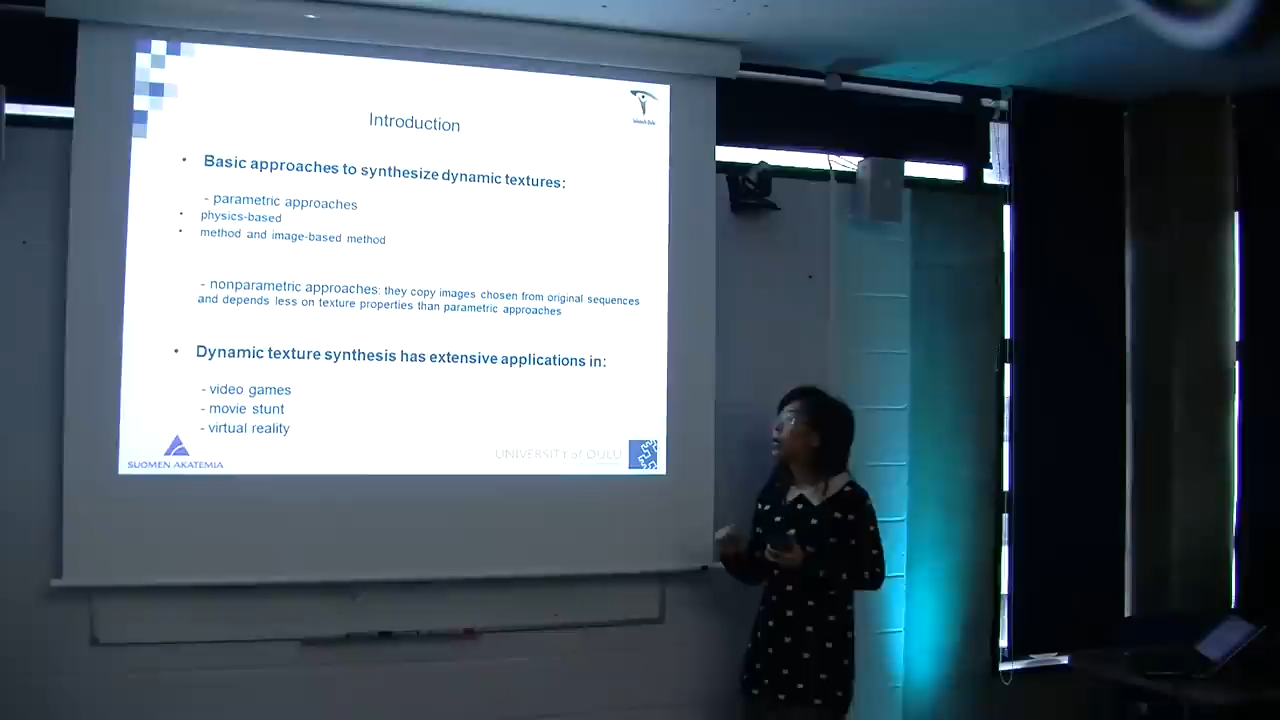 Introduction
• Basic approaches to synthesize dynamic textures:
- parametric approaches
• physics-based
• method and image-based method
- nonparametric approaches: they copy images chosen from original sequences
and depends less on texture properties than parametric approaches
• Dynamic texture synthesis has extensive applications in:
- video games
- movie stunt
- virtual reality
SUOMEN AKATEMIA
UNIVERSITY of OULU